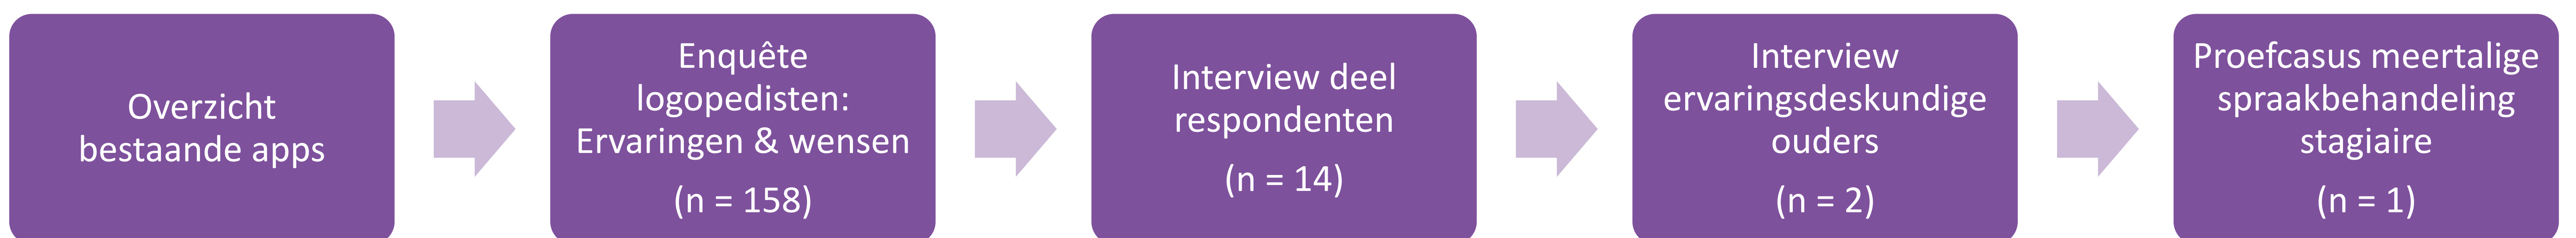 Overzicht
bestaande apps
Enquête
logopedisten:
Ervaringen & wensen
(n = 158)
Interview deel
respondenten
(n = 14)
Interview
ervaringsdeskundige
ouders
(n = 2)
Proefcasus meertalige
spraakbehandeling
stagiaire
(n = 1)